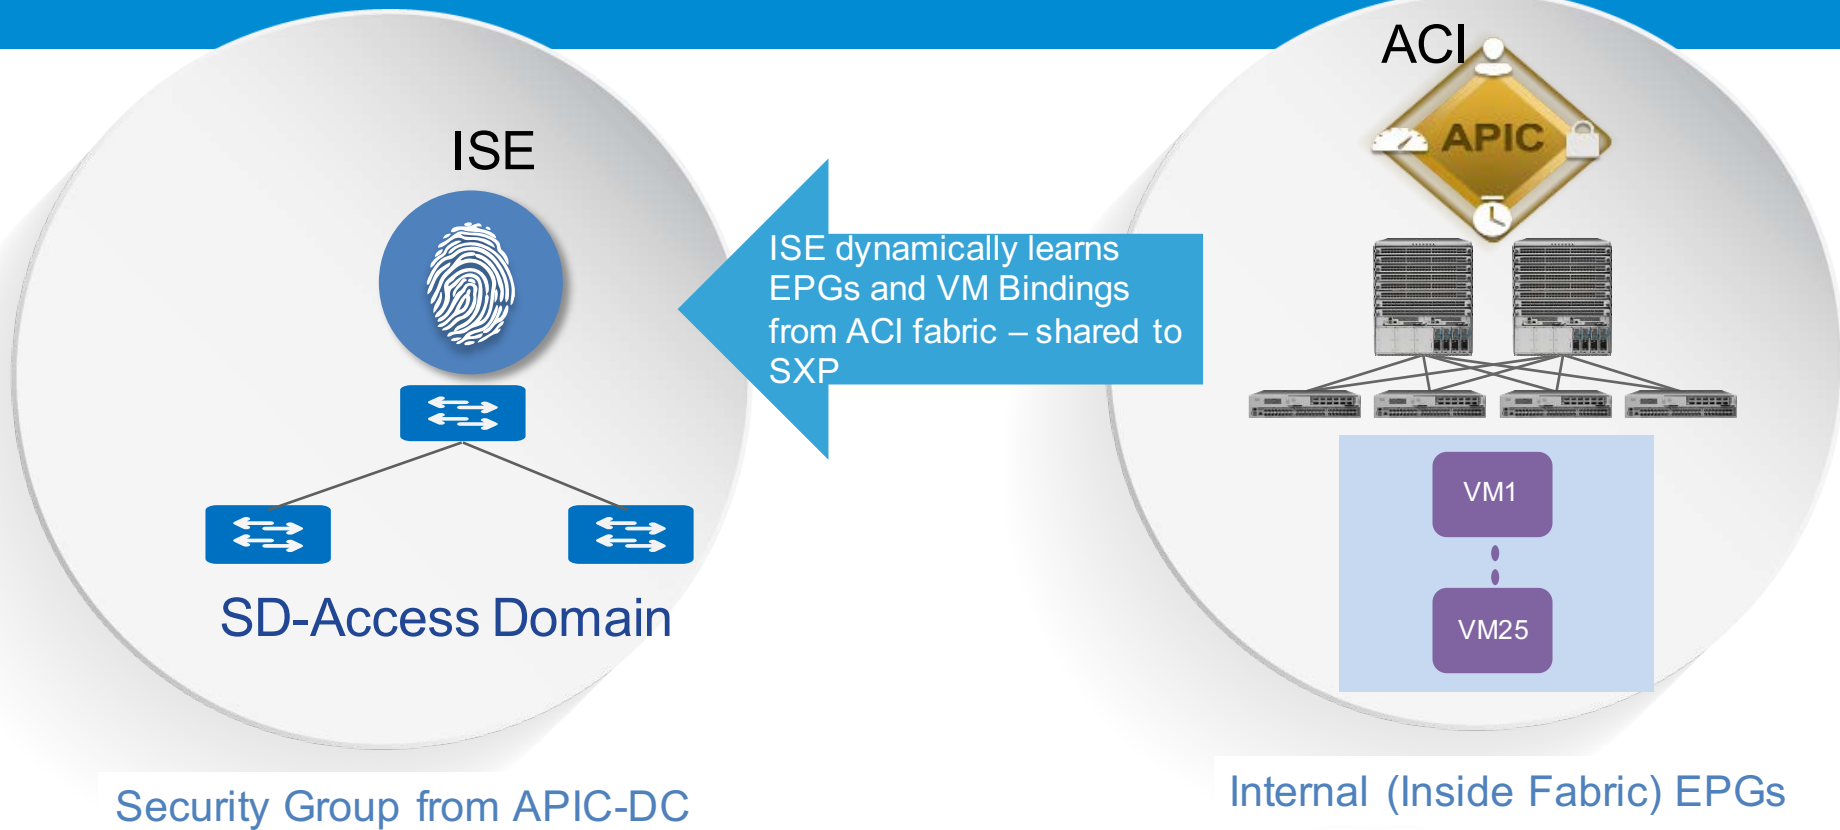 ISE
ACI
APIC
ISE dynamically learns
EPGs and VM Bindings
from ACI fabric – shared to
SXP
VM1
VM25
SD-Access Domain
Security Group from APIC-DC
Internal (Inside Fabric) EPGs